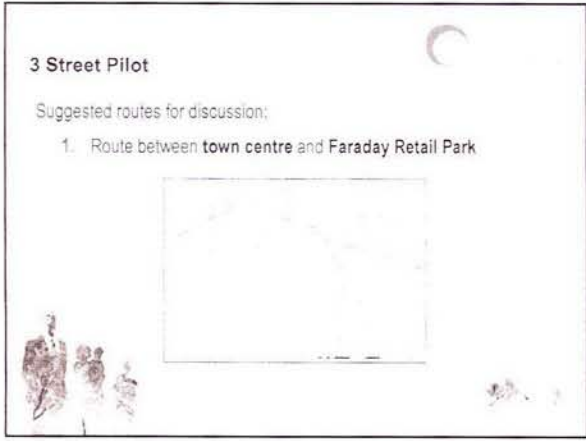 3 Street Pilot
Suggested routes for discussion:
1. Route between town centre and Faraday Retail Park